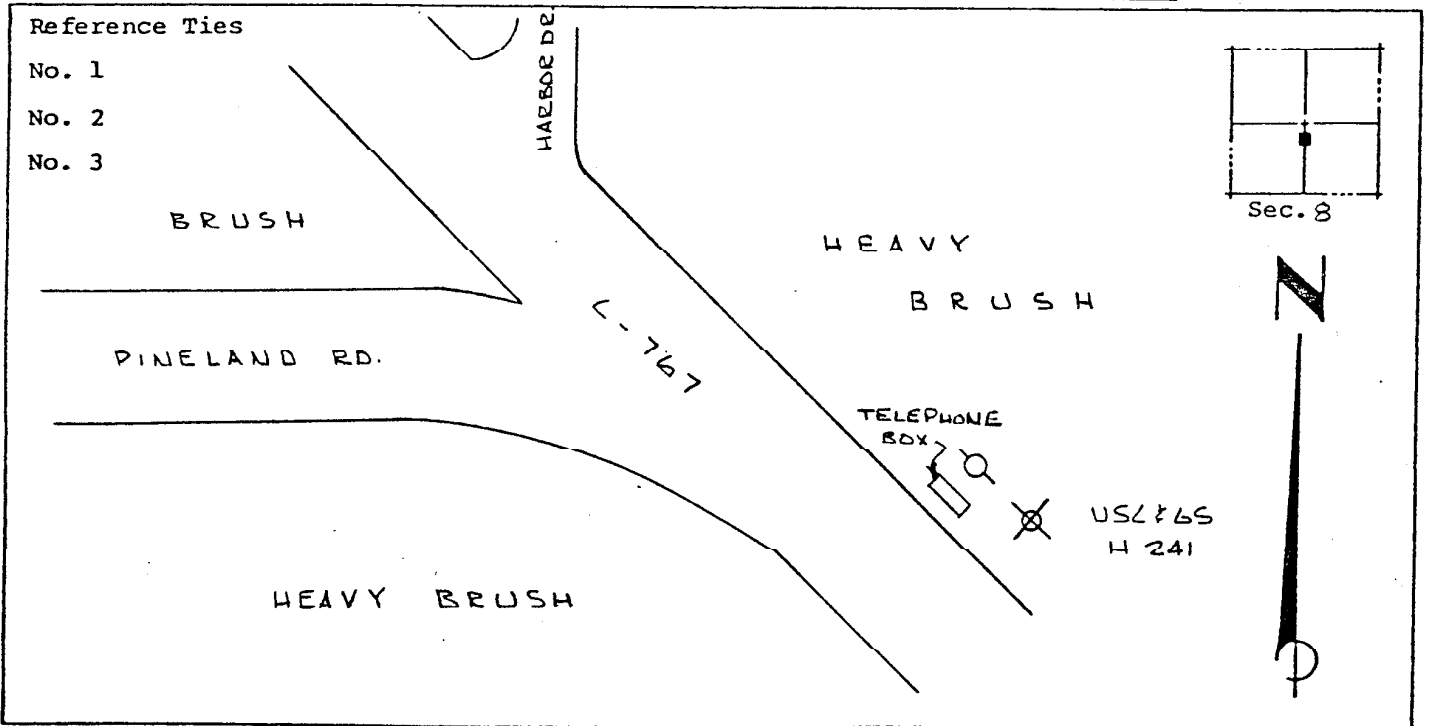 Reference Ties
No. 1
No. 2
No. 3
HARBOR DR.
Sec. 8
BRUSH
HEAVY
BRUSH
N
C-767
PINELAND RD.
TELEPHONE
BOX
USC&GS
H 241
HEAVY BRUSH